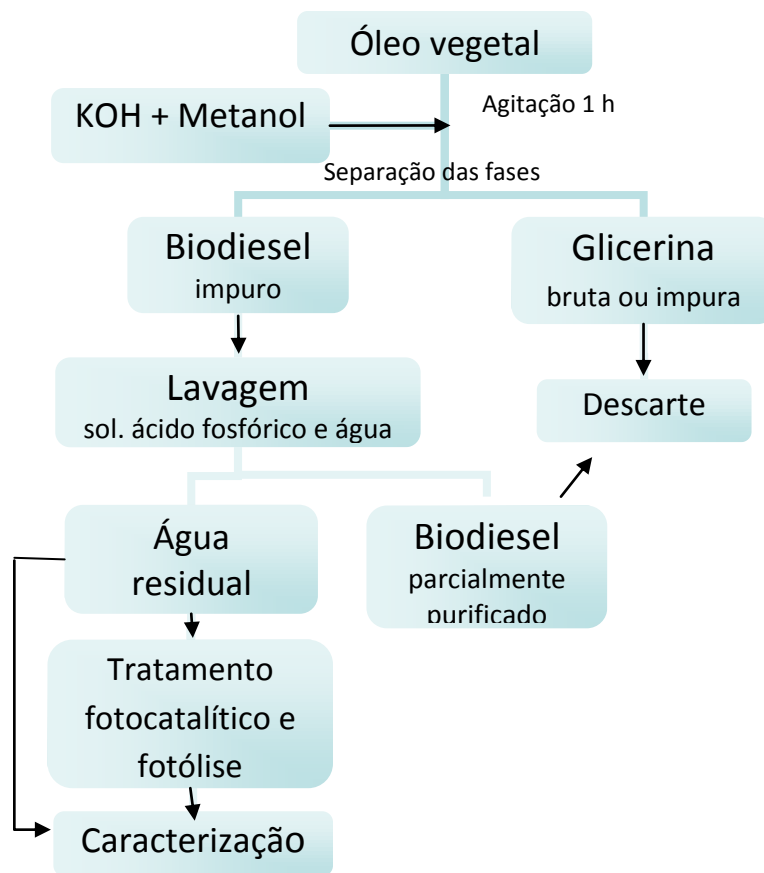 Óleo vegetal
KOH + Metanol
Agitação 1 h
Separação das fases
Biodiesel
impuro
Glicerina
bruta ou impura
Lavagem
sol. ácido fosfórico e água
Descarte
Água
residual
Biodiesel
parcialmente
purificado
Tratamento
fotocatalítico e
fotólise
Caracterização